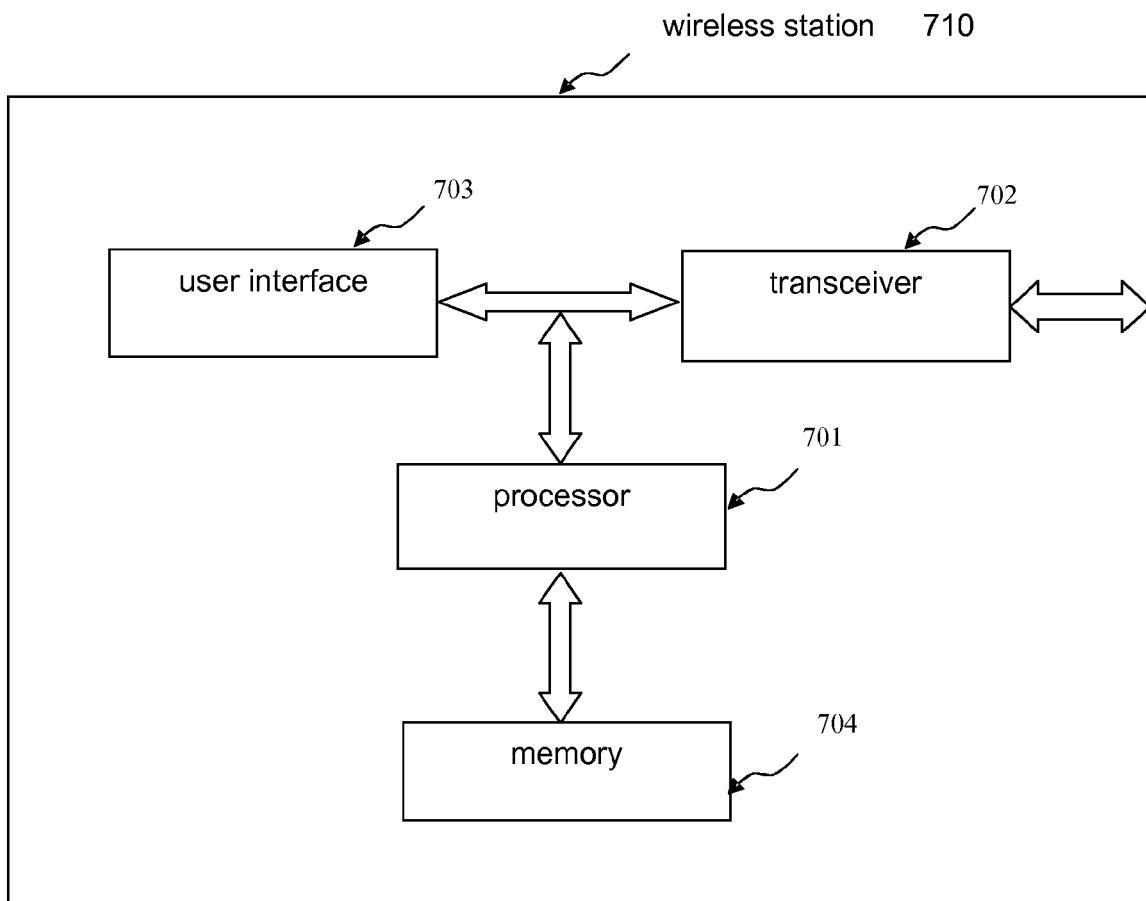 wireless station 710
703
702
user interface
transceiver
701
processor
704
memory